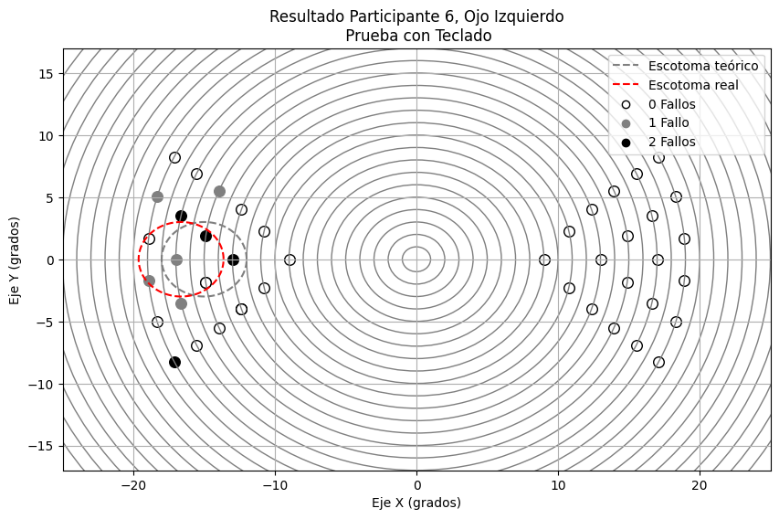 Resultado Participante 6, Ojo Izquierdo
Prueba con Teclado
Escotoma teórico
Escotoma real
0 Fallos
1 Fallo
2 Fallos
Eje Y (grados)
15
10
5
0
−5
−10
−15
−20
−10
0
10
20
Eje X (grados)